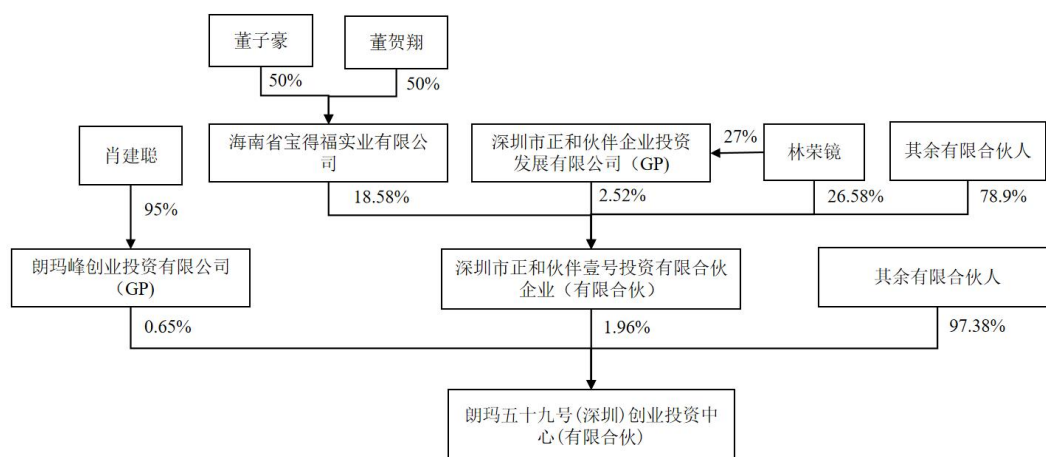 董子豪
董贺翔
50%
50%
肖建聪
海南省宝得福实业有限公
司
深圳市正和伙伴企业投资
发展有限公司（GP)
27%
林荣镜
其余有限合伙人
95%
18.58%
2.52%
26.58%
78.9%
朗玛峰创业投资有限公司
（GP)
深圳市正和伙伴壹号投资有限合伙
企业（有限合伙）
其余有限合伙人
0.65%
1.96%
97.38%
朗玛五十九号(深圳)创业投资中
心(有限合伙)